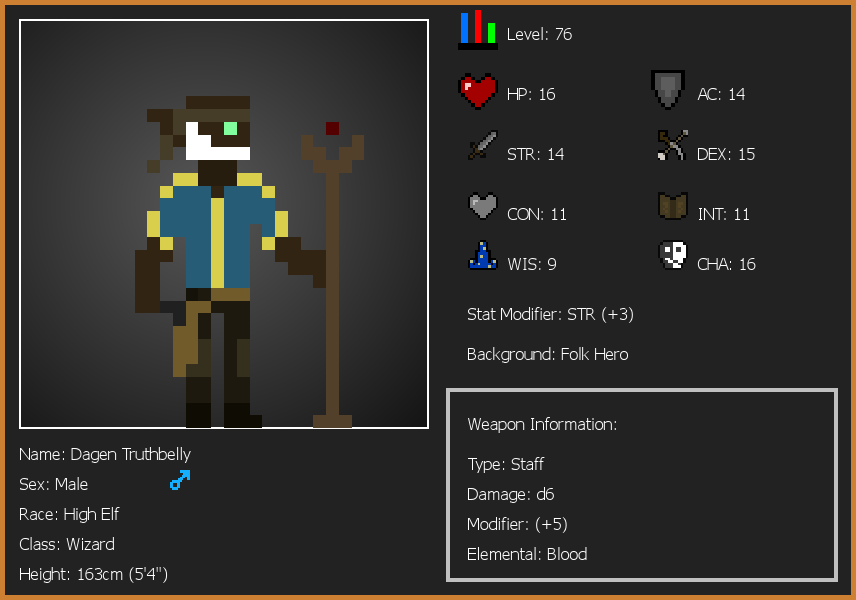 Level: 76
HP: 16
AC: 14
STR: 14
DEX: 15
CON: 11
INT: 11
WIS: 9
CHA: 16
Stat Modifier: STR (+3)
Background: Folk Hero
Weapon Information:
Type: Staff
Damage: d6
Modifier: (+5)
Elemental: Blood
Name: Dagen Truthbelly
Sex: Male
Race: High Elf
Class: Wizard
Height: 163cm (5'4")